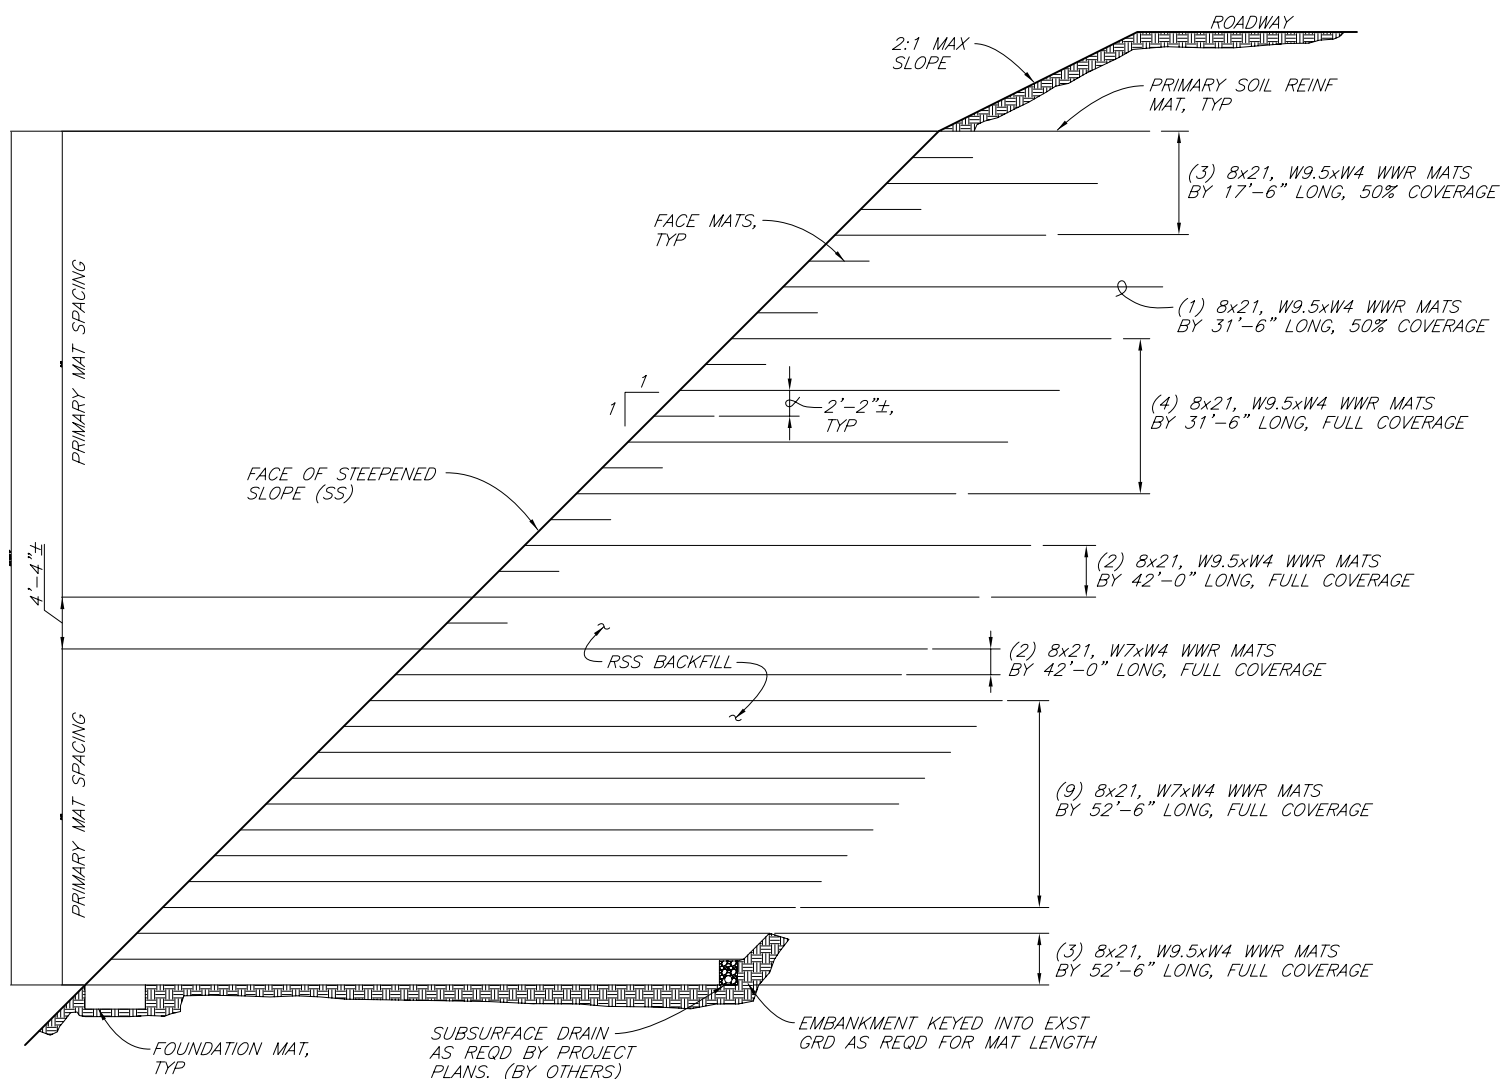 ROADWAY
2:1 MAX
SLOPE
PRIMARY SOIL REINF
MAT, TYP
(3) 8x21, W9.5xW4 WWR MATS
BY 17'-6" LONG, 50% COVERAGE
FACE MATS,
TYP
PRIMARY MAT SPACING
(1) 8x21, W9.5xW4 WWR MATS
BY 31'-6" LONG, 50% COVERAGE
1
1
2'-2"±,
TYP
(4) 8x21, W9.5xW4 WWR MATS
BY 31'-6" LONG, FULL COVERAGE
FACE OF STEEPENED
SLOPE (SS)
4'-4"±
(2) 8x21, W9.5xW4 WWR MATS
BY 42'-0" LONG, FULL COVERAGE
RSS BACKFILL
(2) 8x21, W7xW4 WWR MATS
BY 42'-0" LONG, FULL COVERAGE
PRIMARY MAT SPACING
(9) 8x21, W7xW4 WWR MATS
BY 52'-6" LONG, FULL COVERAGE
(3) 8x21, W9.5xW4 WWR MATS
BY 52'-6" LONG, FULL COVERAGE
FOUNDATION MAT,
TYP
SUBSURFACE DRAIN
AS REQD BY PROJECT
PLANS. (BY OTHERS)
EMBANKMENT KEYED INTO EXST
GRD AS REQD FOR MAT LENGTH